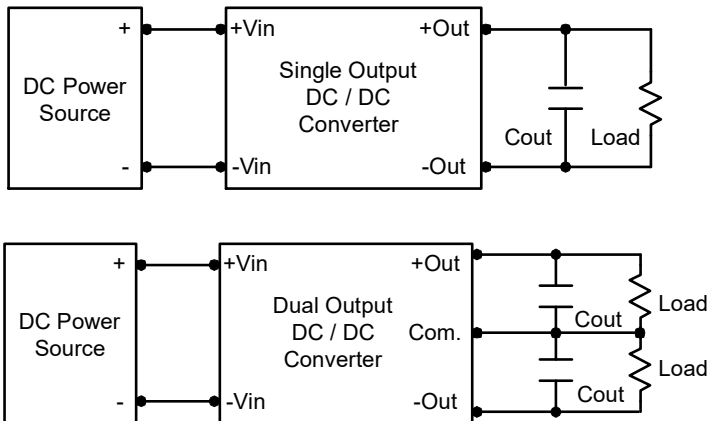 + +Vin +Out
DC Power
Source
Single Output
DC / DC
Converter
Cout Load
- -Vin -Out
+ +Vin +Out
DC Power
Source
Dual Output
DC / DC
Converter
Com.
Cout
Load
Cout
Load
- -Vin -Out